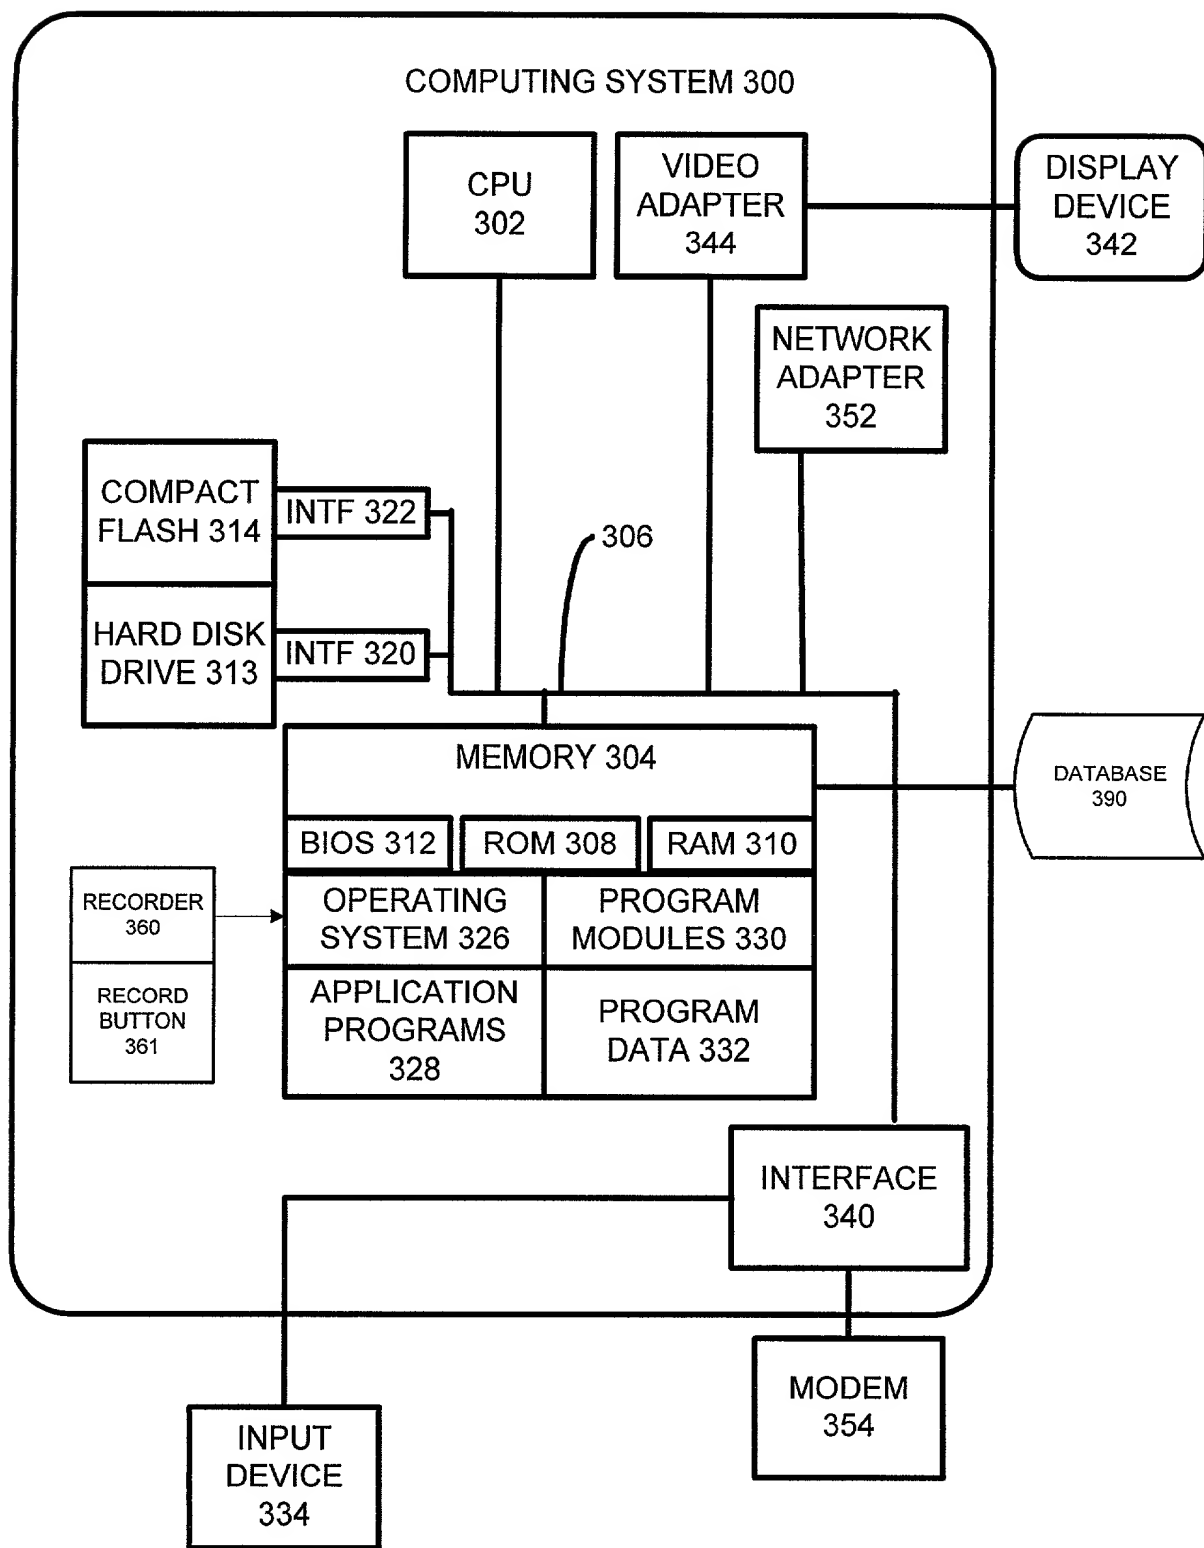 COMPUTING SYSTEM 300
CPU
302
VIDEO
ADAPTER
344
DISPLAY
DEVICE
342
NETWORK
ADAPTER
352
COMPACT
FLASH 314
INTF 322
306
HARD DISK
DRIVE 313
INTF 320
MEMORY 304
DATABASE
390
BIOS 312
ROM 308
RAM 310
RECORDER
360
OPERATING
SYSTEM 326
PROGRAM
MODULES 330
RECORD
BUTTON
361
APPLICATION
PROGRAMS
328
PROGRAM
DATA 332
INTERFACE
340
MODEM
354
INPUT
DEVICE
334